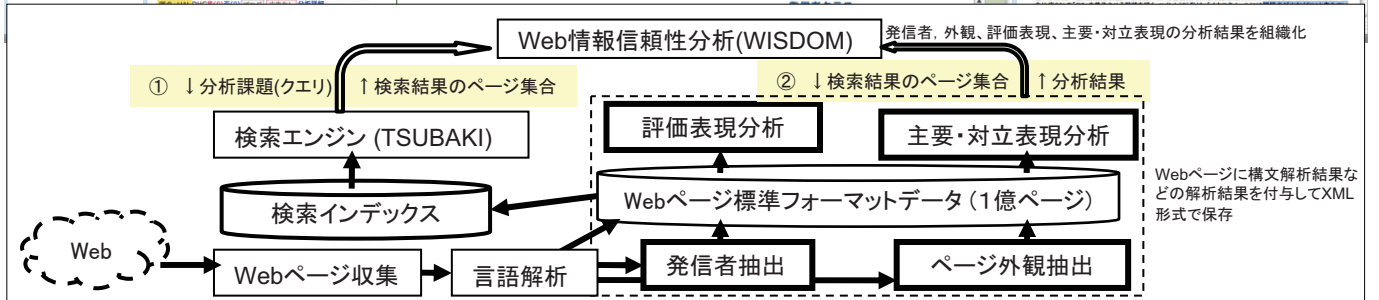 Web情報信頼性分析(WISDOM)
発信者, 外観、評価表現、主要・対立表現の分析結果を組織化
① ↓分析課題(クエリ) ↑検索結果のページ集合
② ↓検索結果のページ集合 ↑分析結果
検索エンジン (TSUBAKI)
評価表現分析
主要・対立表現分析
検索インデックス
Webページ標準フォーマットデータ (1億ページ)
Webページに構文解析結果な
どの解析結果を付与してXML
形式で保存
Web
Webページ収集
言語解析
発信者抽出
ページ外観抽出